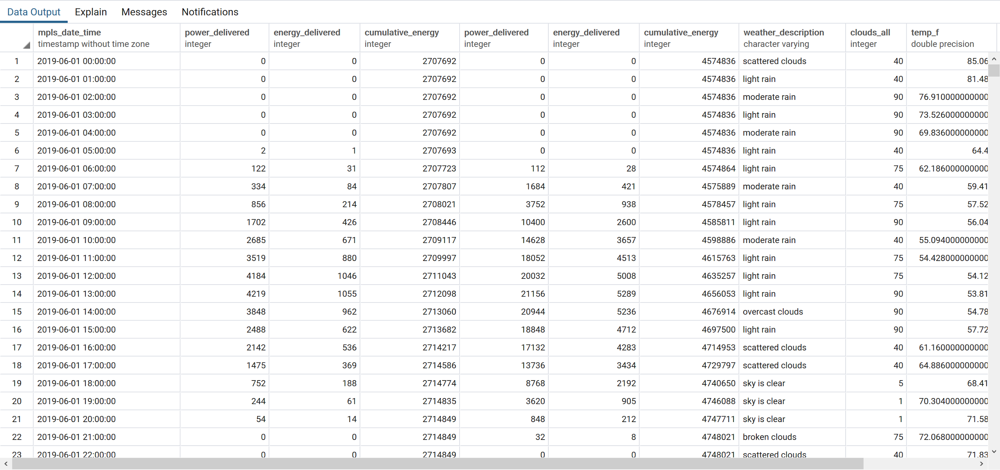 Data Output Explain Messages Notifications
mpls_date_time power_delivered energy_delivered cumulative_energy power_delivered energy_delivered cumulative_energy weather_description clouds_all temp_f
timestamp without time zone integer integer integer integer integer integer character varying integer double precision
1 2019-06-01 00:00:00 0 0 2707692 0 0 4574836 scattered clouds 40 85.06
2 2019-06-01 01:00:00 0 0 2707692 0 0 4574836 light rain 40 81.48
3 2019-06-01 02:00:00 0 0 2707692 0 0 4574836 moderate rain 90 76.910000000000
4 2019-06-01 03:00:00 0 0 2707692 0 0 4574836 light rain 90 73.526000000000
5 2019-06-01 04:00:00 0 0 2707692 0 0 4574836 moderate rain 90 69.836000000000
6 2019-06-01 05:00:00 2 1 2707693 0 0 4574836 light rain 40 64.4
7 2019-06-01 06:00:00 122 31 2707723 112 28 4574864 light rain 75 62.186000000000
8 2019-06-01 07:00:00 334 84 2707807 1684 421 4575889 moderate rain 40 59.41
9 2019-06-01 08:00:00 856 214 2708021 3752 938 4578457 light rain 75 57.52
10 2019-06-01 09:00:00 1702 426 2708446 10400 2600 4585811 light rain 90 56.04
11 2019-06-01 10:00:00 2685 671 2709117 14628 3657 4598886 moderate rain 40 55.094000000000
12 2019-06-01 11:00:00 3519 880 2709997 18052 4513 4615763 light rain 75 54.428000000000
13 2019-06-01 12:00:00 4184 1046 2711043 20032 5008 4635257 light rain 75 54.12
14 2019-06-01 13:00:00 4219 1055 2712098 21156 5289 4656053 light rain 90 53.81
15 2019-06-01 14:00:00 3848 962 2713060 20944 5236 4676914 overcast clouds 90 54.78
16 2019-06-01 15:00:00 2488 622 2713682 18848 4712 4697500 light rain 90 57.72
17 2019-06-01 16:00:00 2142 536 2714217 17132 4283 4714953 scattered clouds 40 61.160000000000
18 2019-06-01 17:00:00 1475 369 2714586 13736 3434 4729797 scattered clouds 40 64.886000000000
19 2019-06-01 18:00:00 752 188 2714774 8768 2192 4740650 sky is clear 5 68.41
20 2019-06-01 19:00:00 244 61 2714835 3620 905 4746088 sky is clear 1 70.304000000000
21 2019-06-01 20:00:00 54 14 2714849 848 212 4747711 sky is clear 1 71.58
22 2019-06-01 21:00:00 0 0 2714849 32 8 4748021 broken clouds 75 72.068000000000
23 2019-06-01 22:00:00 0 0 2714849 0 0 4748021 scattered clouds 40 71.83